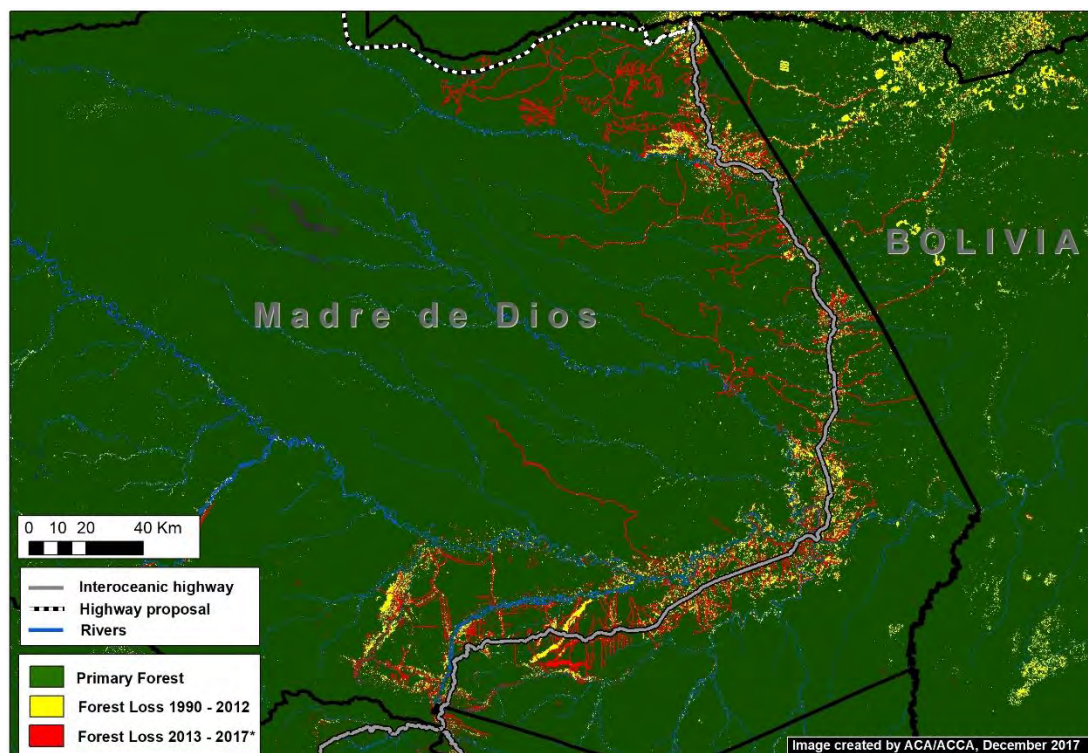 BOLIVIA
Madre de Dios
0 10 20 40 Km
Interoceanic highway
Highway proposal
Rivers
Primary Forest
Forest Loss 1990 - 2012
Forest Loss 2013 - 2017*
Image created by ACA/ACCA, December 2017